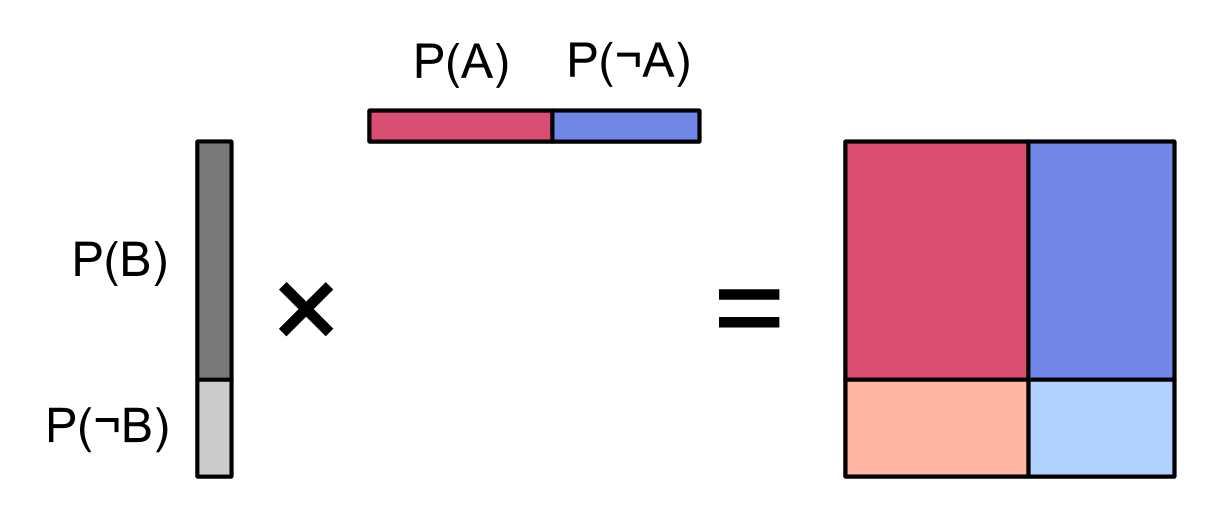 P(A) P(¬A)
P(B)
× =
P(¬B)